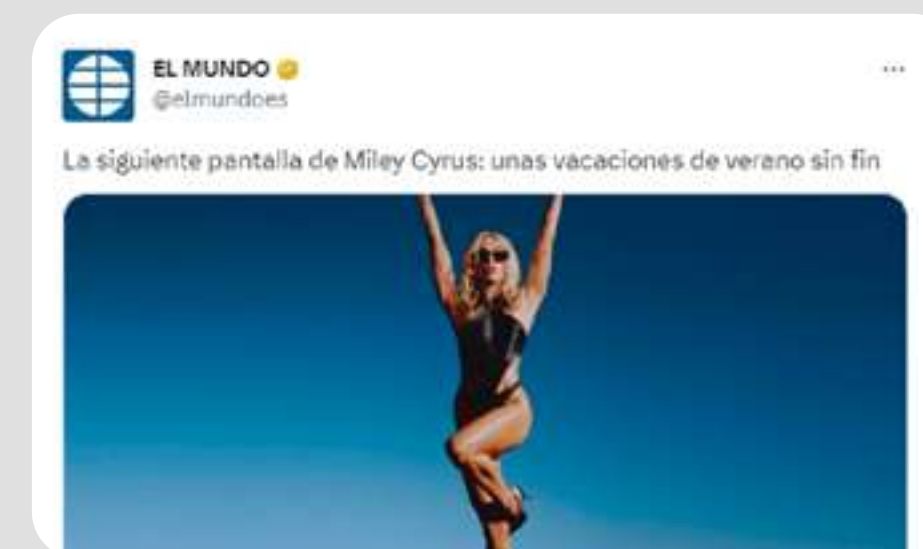 EL MUNDO
@elmundoes
La siguiente pantalla de Miley Cyrus: unas vacaciones de verano sin fin